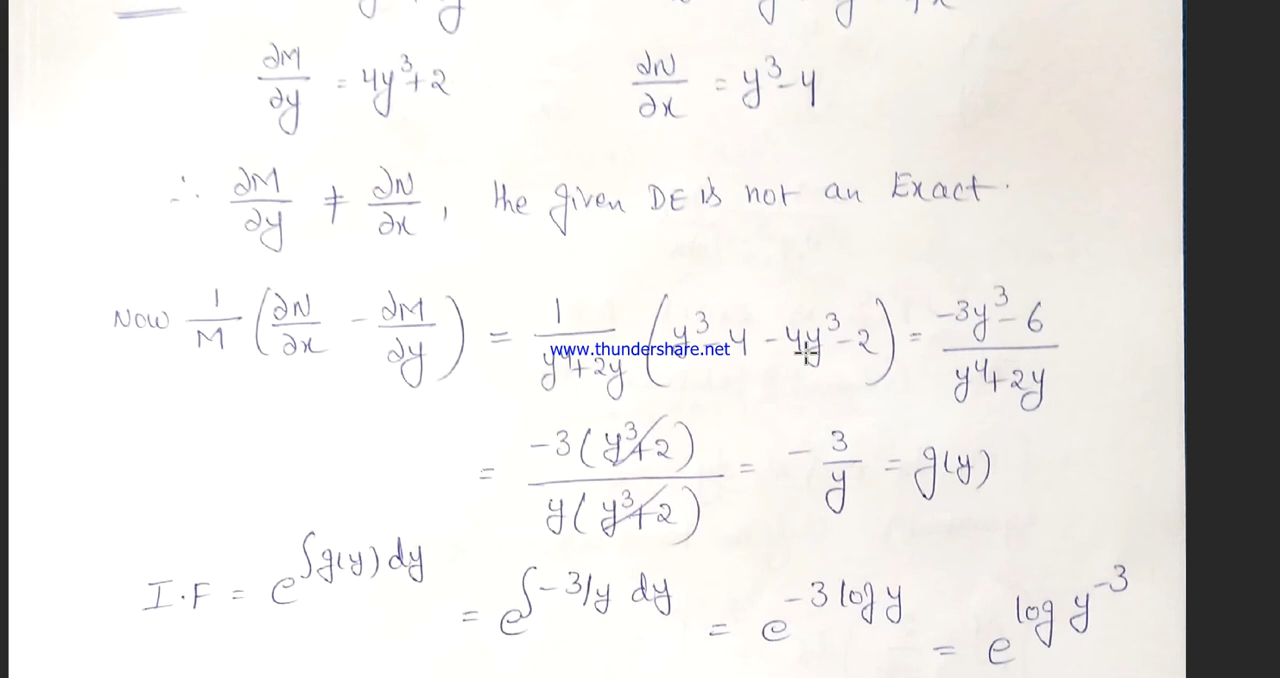 ∂M/∂y = 4y³+2    ∂N/∂x = y³-4
∴ ∂M/∂y ≠ ∂N/∂x, the given DE is not an Exact.
Now 1/M (∂N/∂x - ∂M/∂y) = 1/(y⁴+2y) (y³-4-4y³-2) = (-3y³-6)/(y⁴+2y)
www.thundershare.net
= -3(y³+2)/y(y³+2) = -3/y = g(y)
I.F = e^∫g(y)dy = e^∫-3/y dy = e^-3 log y = e^log y^-3